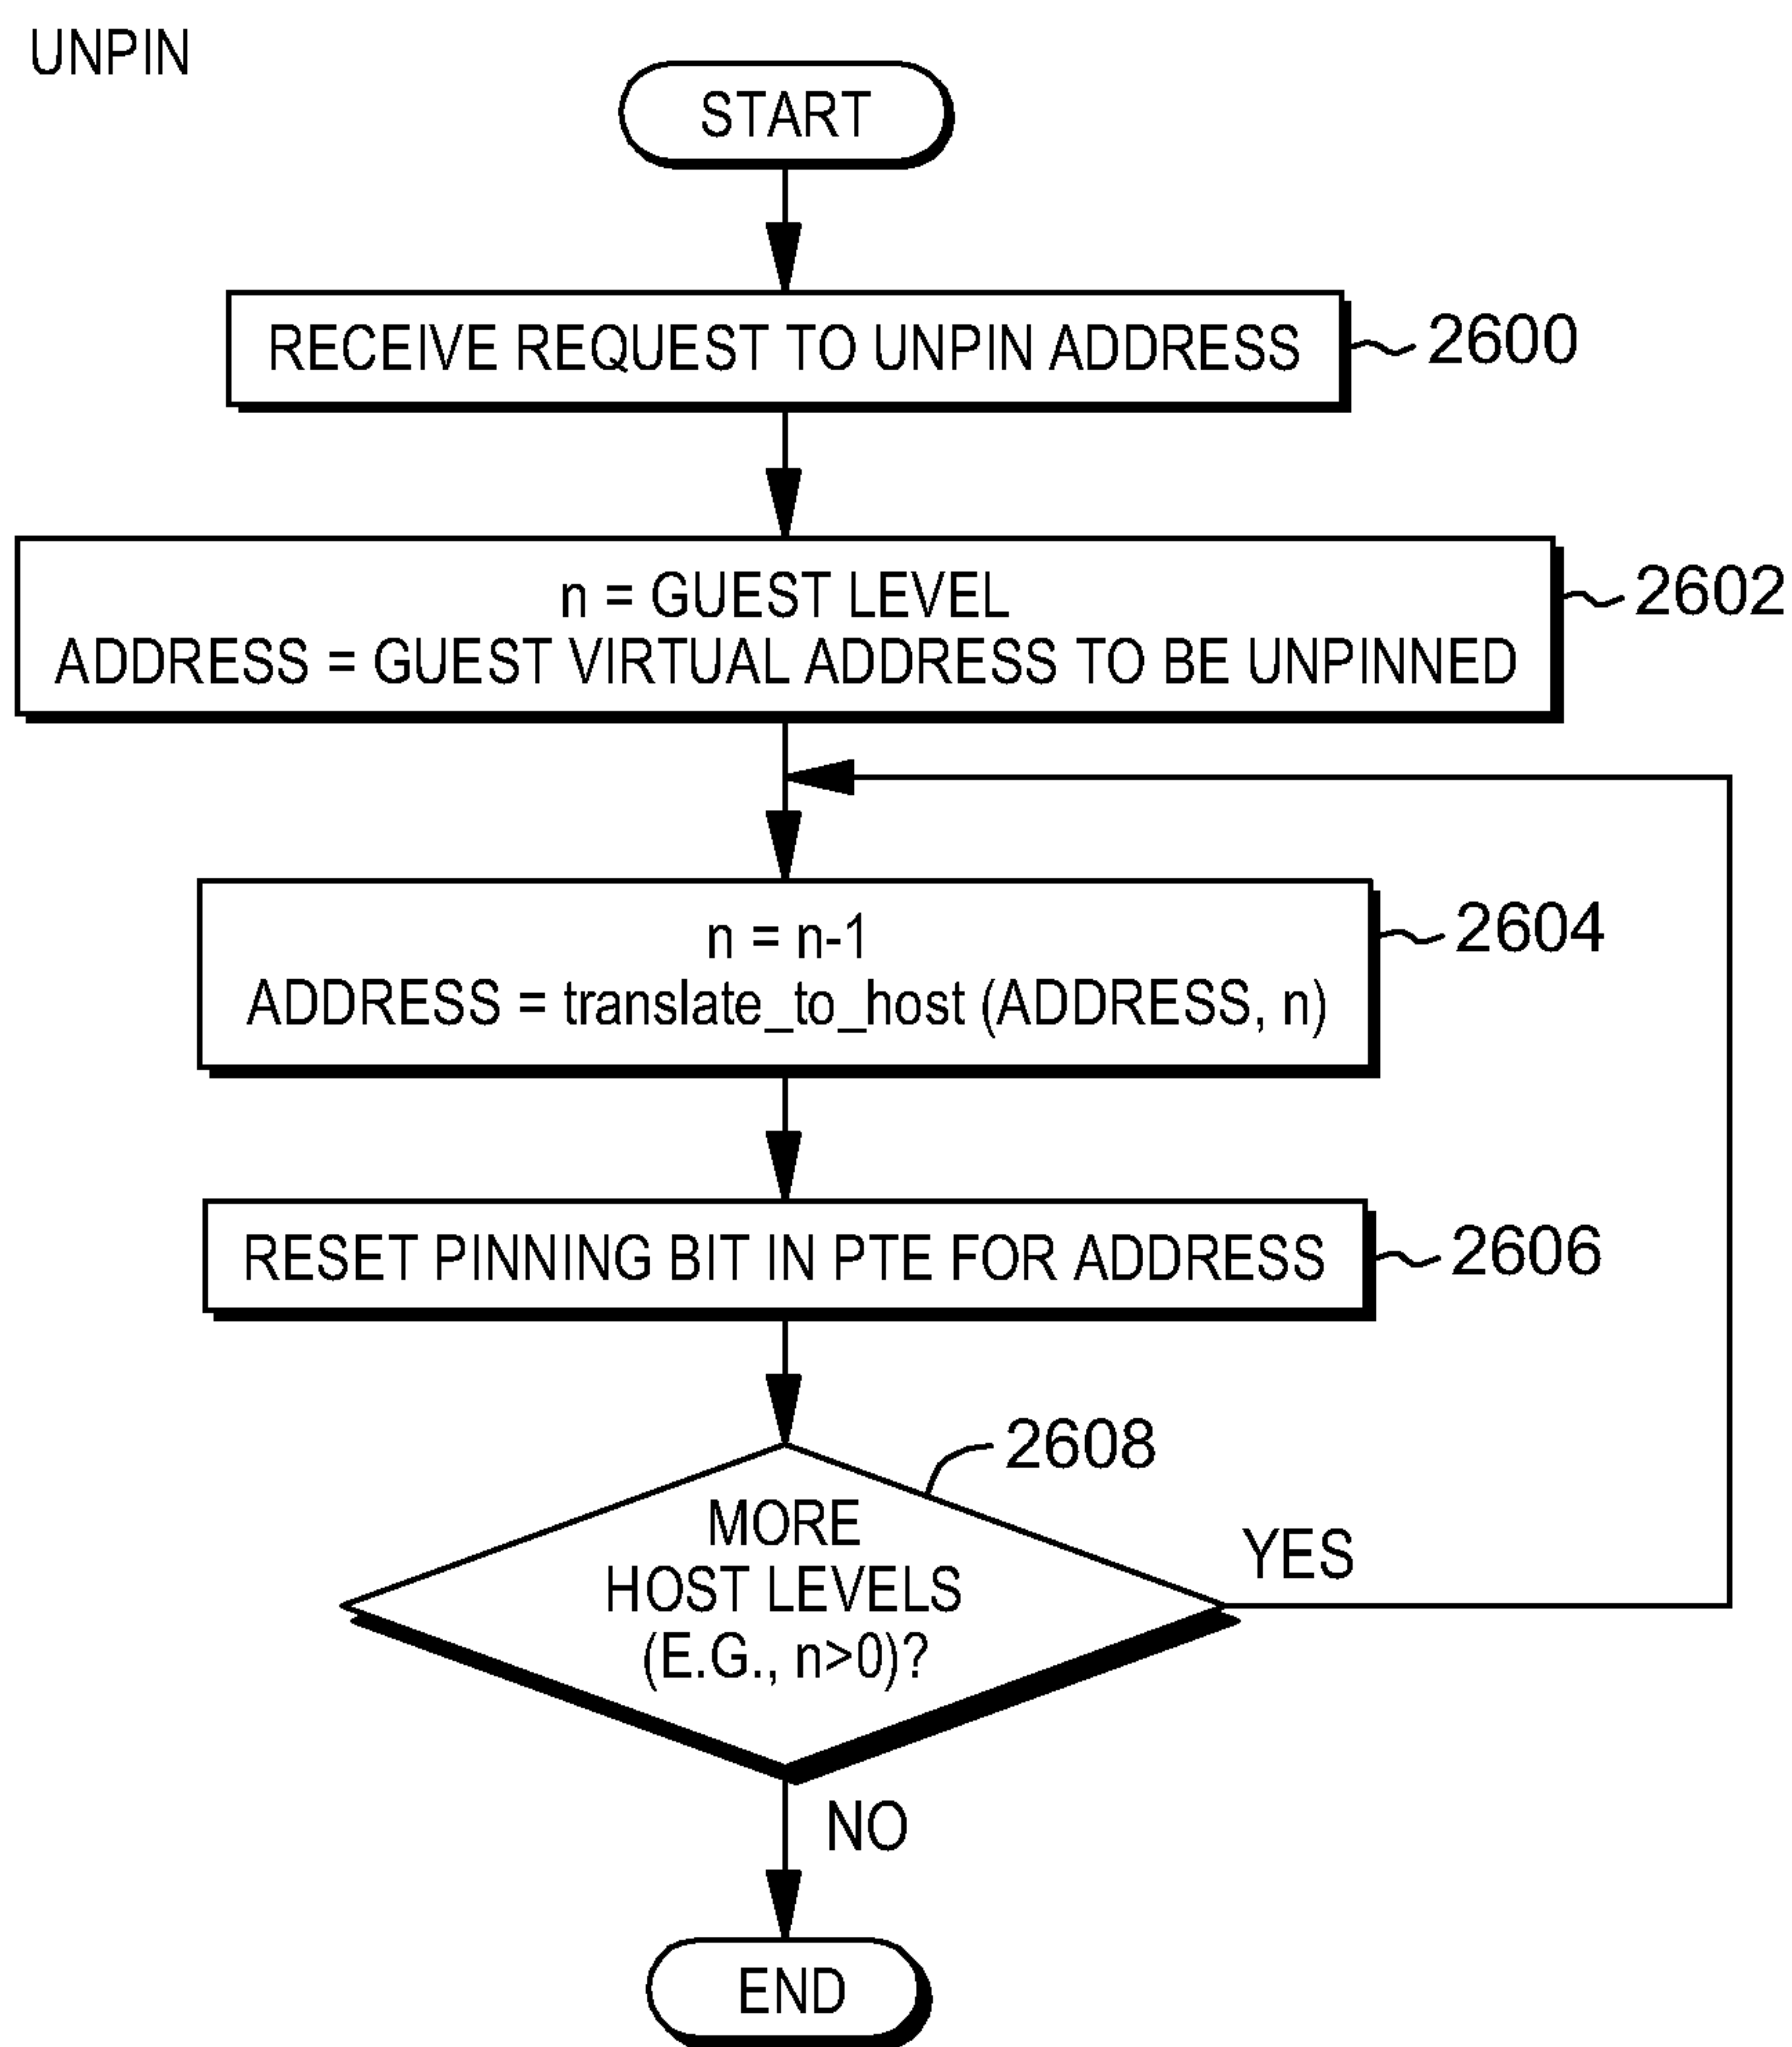 UNPIN
START
RECEIVE REQUEST TO UNPIN ADDRESS
2600
n = GUEST LEVEL
ADDRESS = GUEST VIRTUAL ADDRESS TO BE UNPINNED
2602
n = n-1
ADDRESS = translate_to_host (ADDRESS, n)
2604
RESET PINNING BIT IN PTE FOR ADDRESS
2606
2608
MORE
HOST LEVELS
(E.G., n>0)?
YES
NO
END